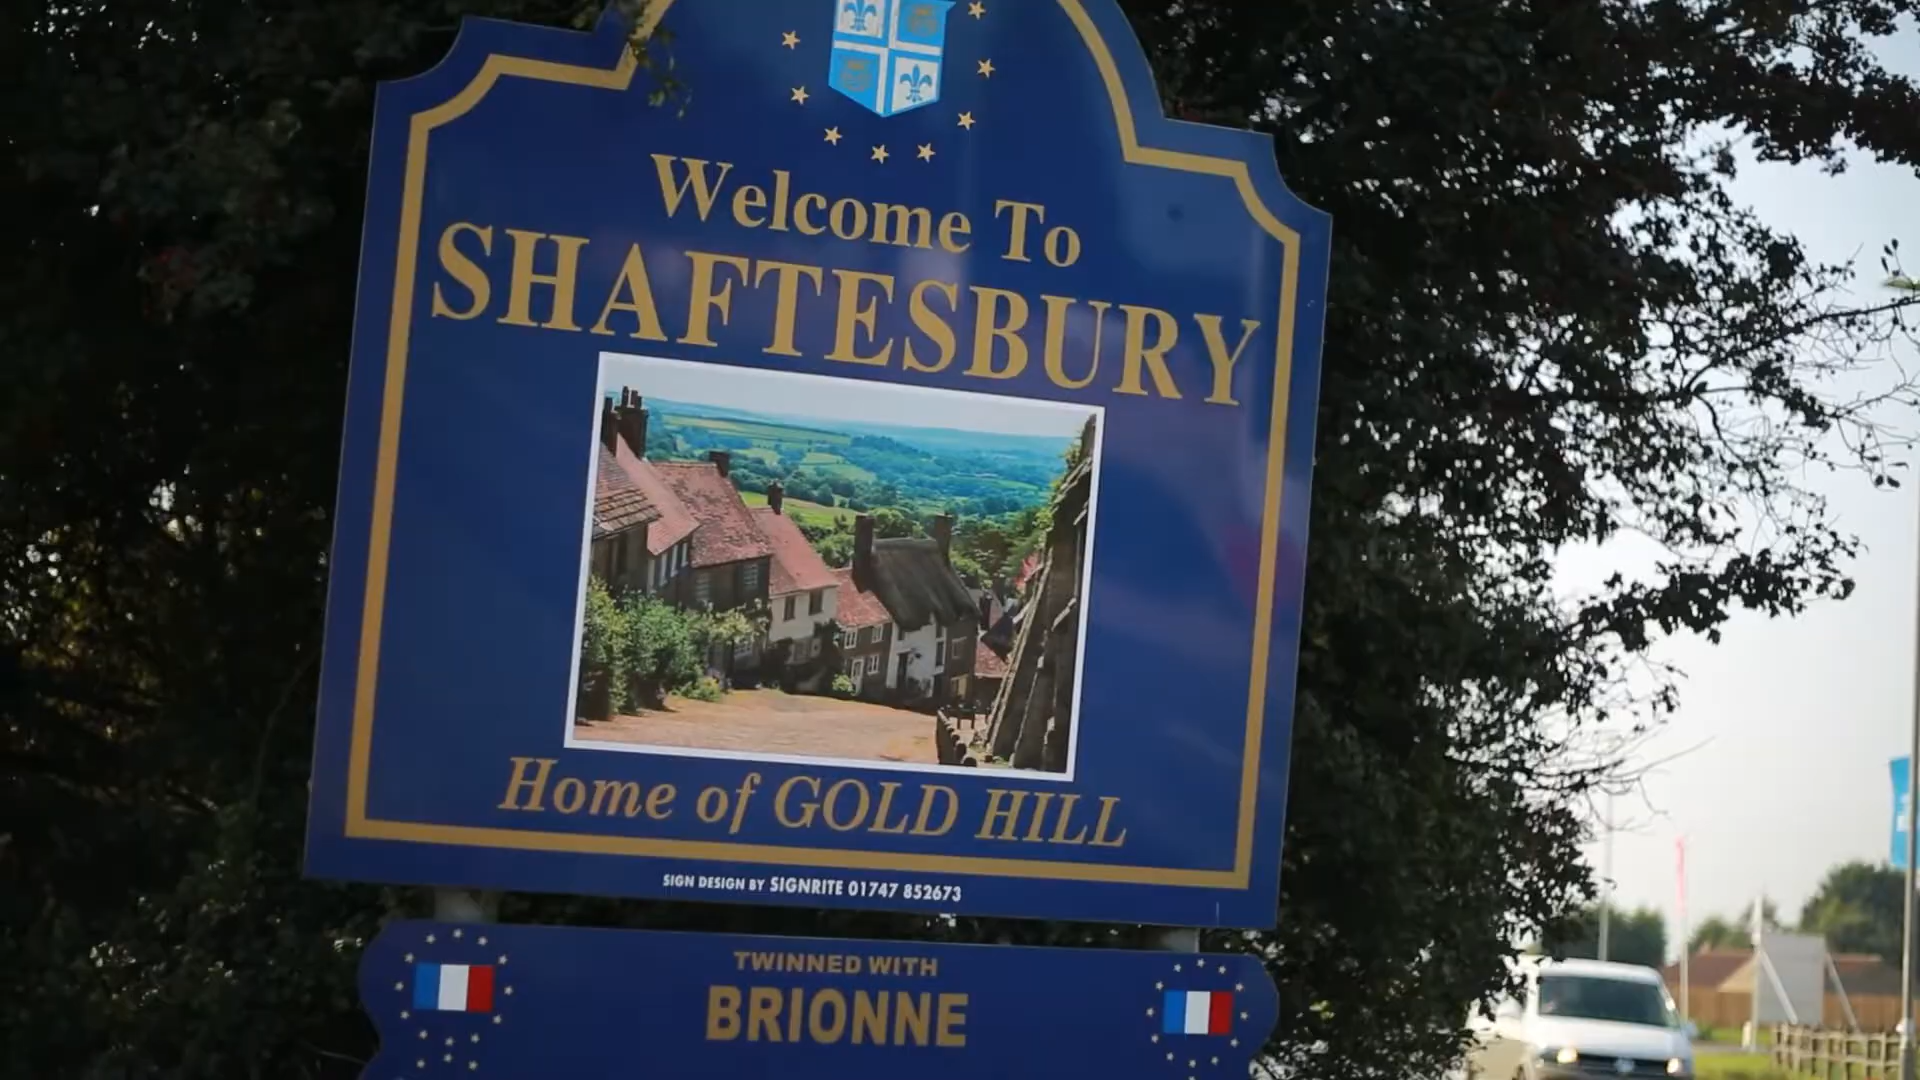 Welcome To
SHAFTESBURY
Home of GOLD HILL
SIGN DESIGN BY SIGNRITE 01747 852673
TWINNED WITH
BRIONNE